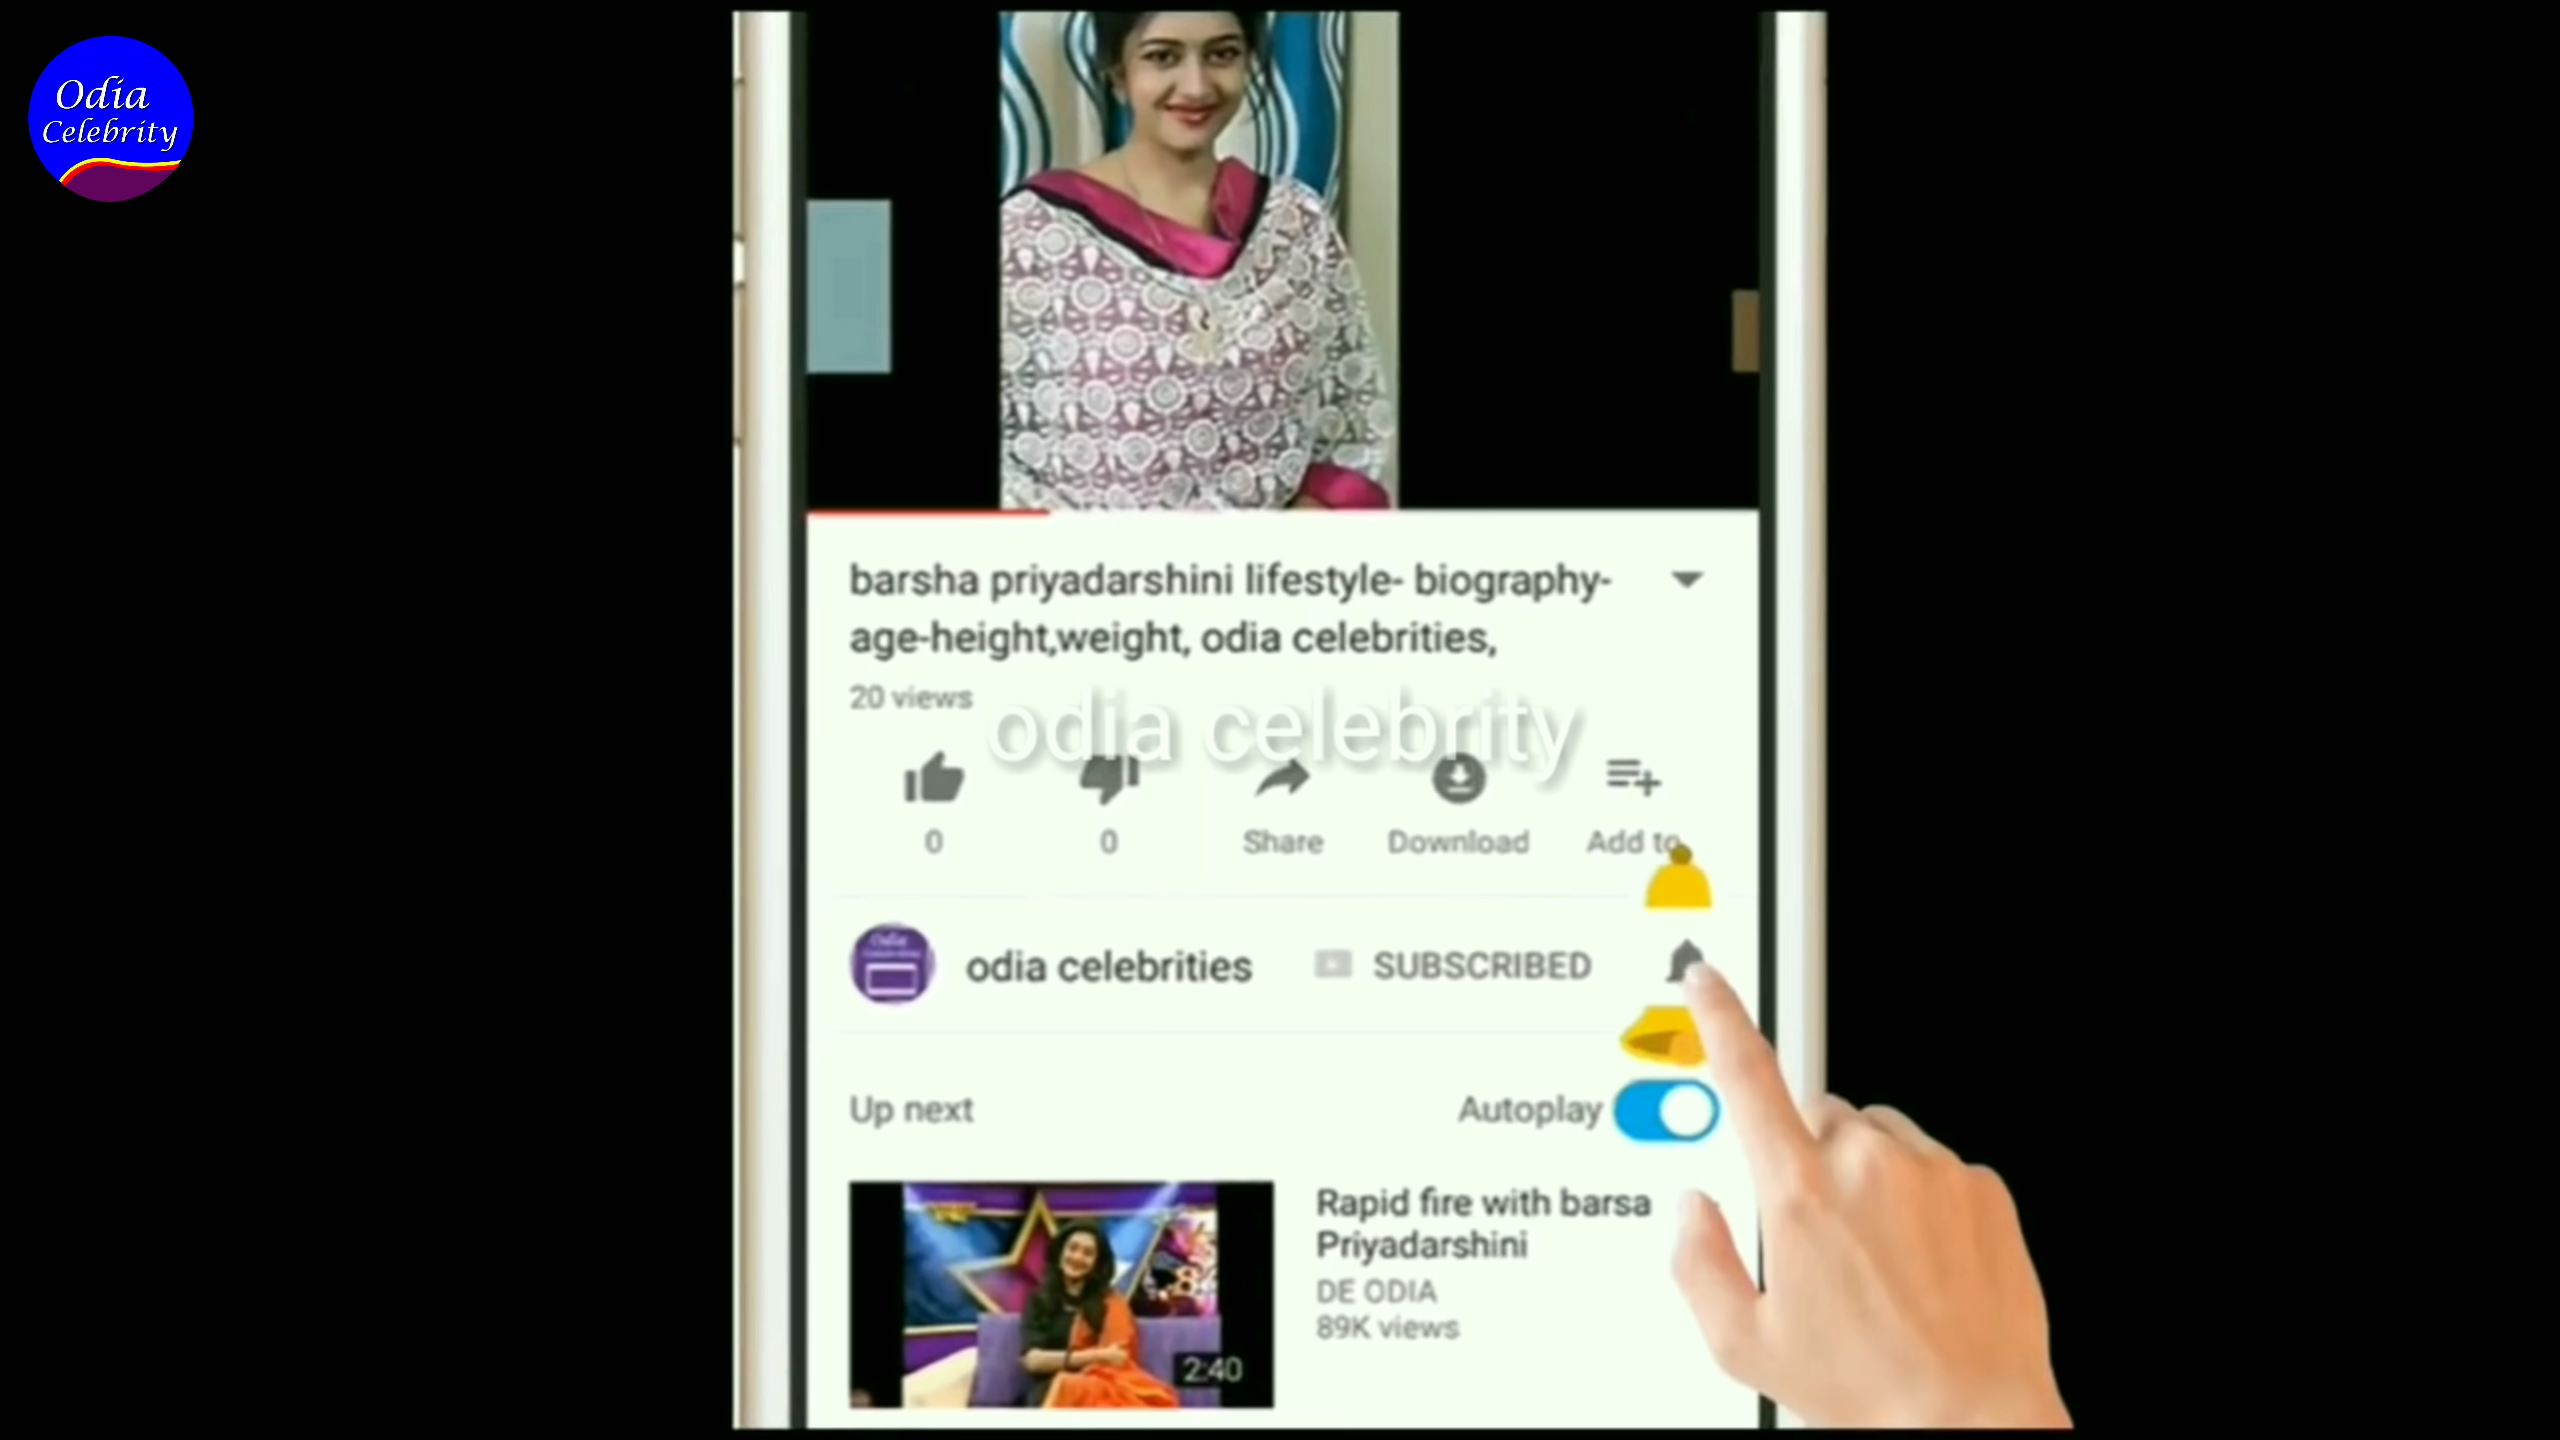 Odia
Celebrity
barsha priyadarshini lifestyle- biography-
age-height,weight, odia celebrities,
20 views
odia celebrity
0
0
Share
Download
Add to
Odia
odia celebrities
SUBSCRIBED
Up next
Autoplay
Rapid fire with barsa
Priyadarshini
DE ODIA
89K views
2:40